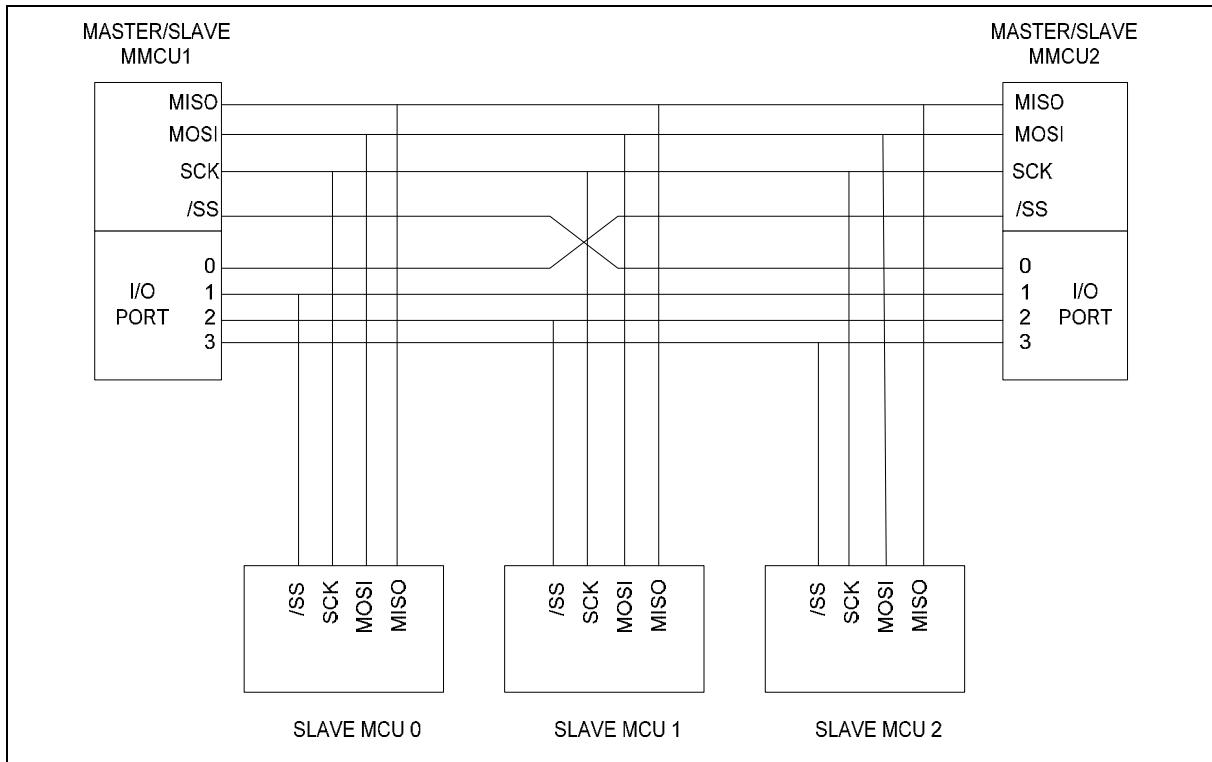 MASTER/SLAVE
MMCU1
MISO
MOSI
SCK
/SS
I/O
PORT
0
1
2
3
MASTER/SLAVE
MMCU2
MISO
MOSI
SCK
/SS
0
1
2
3
I/O
PORT
/SS
SCK
MOSI
MISO
SLAVE MCU 0
/SS
SCK
MOSI
MISO
SLAVE MCU 1
/SS
SCK
MOSI
MISO
SLAVE MCU 2